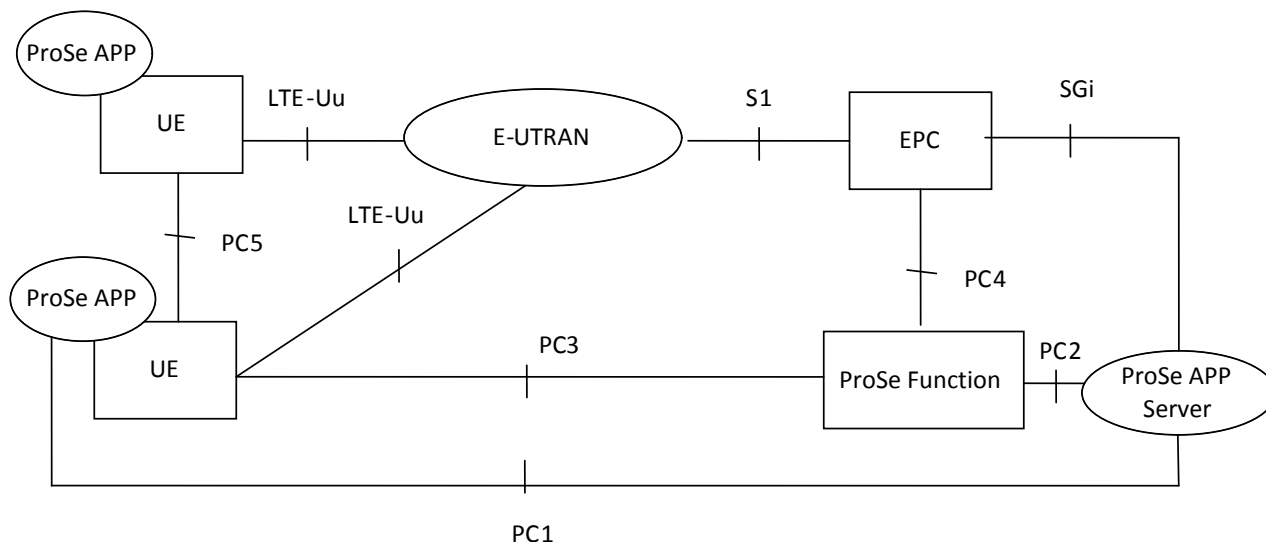 ProSe APP
UE
LTE-Uu
E-UTRAN
S1
EPC
SGi
LTE-Uu
PC5
PC4
ProSe APP
UE
PC3
ProSe Function
PC2
ProSe APP
Server
PC1